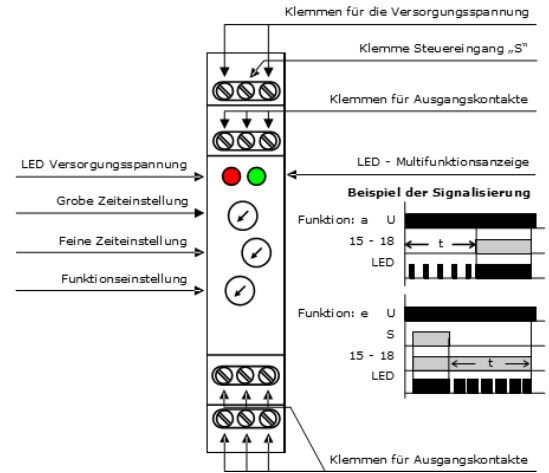 Klemmen für die Versorgungsspannung
Klemme Steuereingang „S"
Klemmen für Ausgangskontakte
LED Versorgungsspannung
LED - Multifunktionsanzeige
Grobe Zeiteinstellung
Feine Zeiteinstellung
Funktionseinstellung
Beispiel der Signalisierung
Funktion: a U
15 - 18
t
LED
Funktion: e U
S
15 - 18
t
LED
Klemmen für Ausgangskontakte